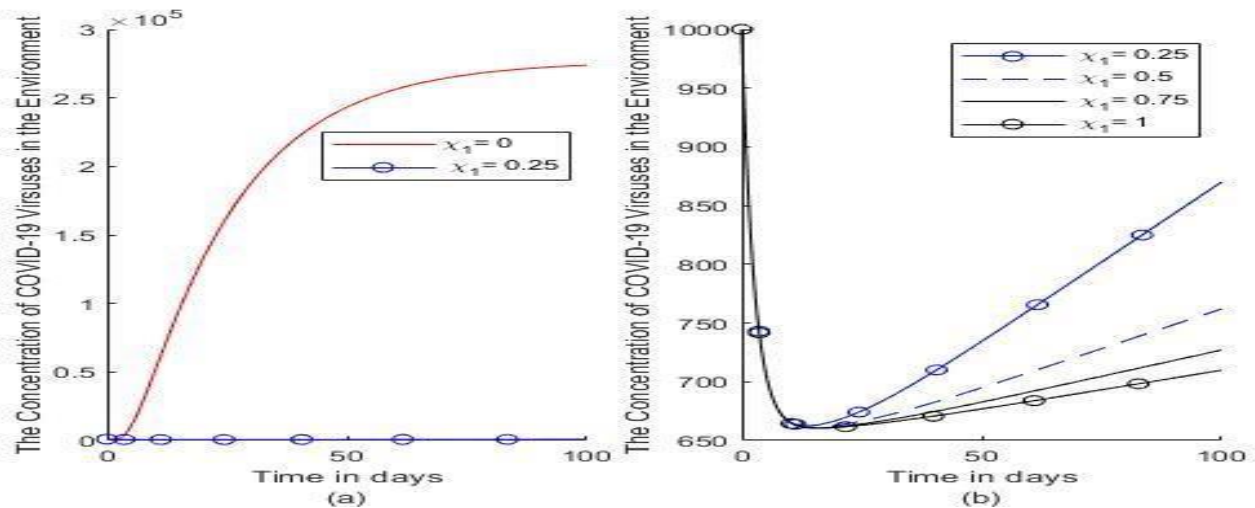 The Concentration of COVID-19 Virsuses in the Environment
× 10⁵
3
2.5
2
1.5
1
0.5
0
χ₁= 0
χ₁= 0.25
0
50
100
Time in days
(a)
The Concentration of COVID-19 Virsuses in the Environment
1000
950
900
850
800
750
700
650
χ₁= 0.25
χ₁= 0.5
χ₁= 0.75
χ₁= 1
0
50
100
Time in days
(b)